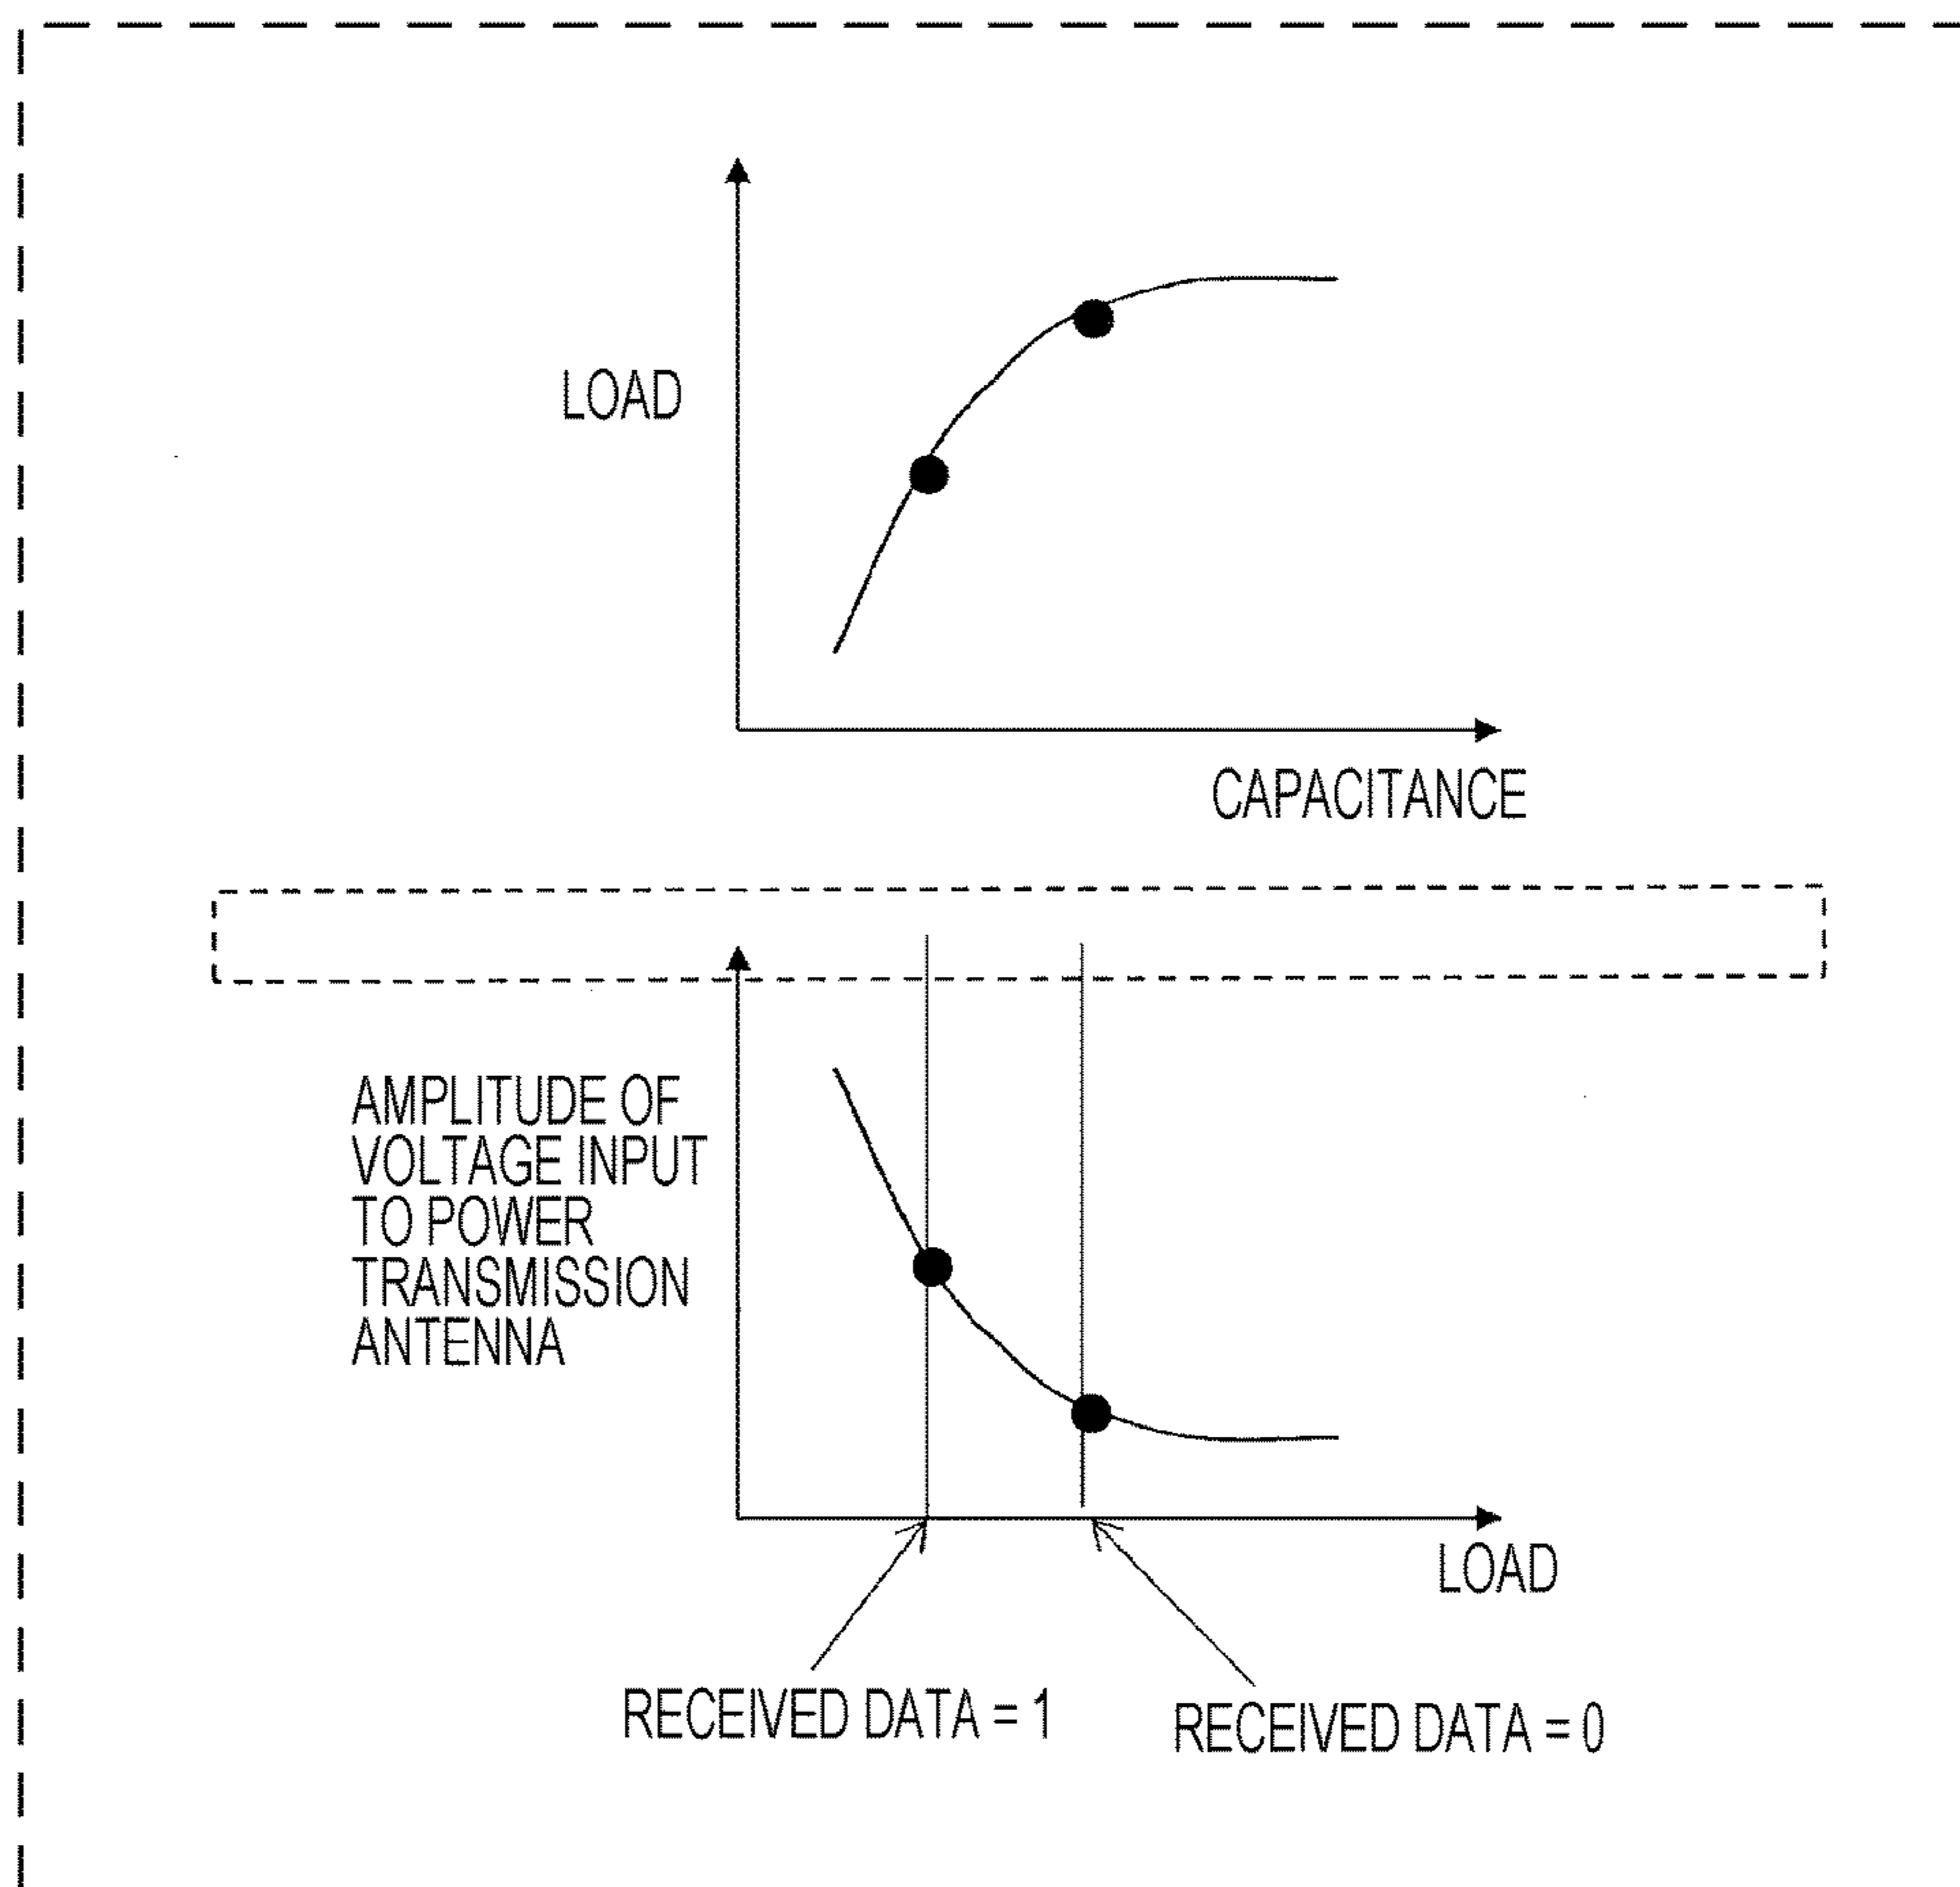 LOAD
CAPACITANCE
AMPLITUDE OF
VOLTAGE INPUT
TO POWER
TRANSMISSION
ANTENNA
LOAD
RECEIVED DATA = 1
RECEIVED DATA = 0